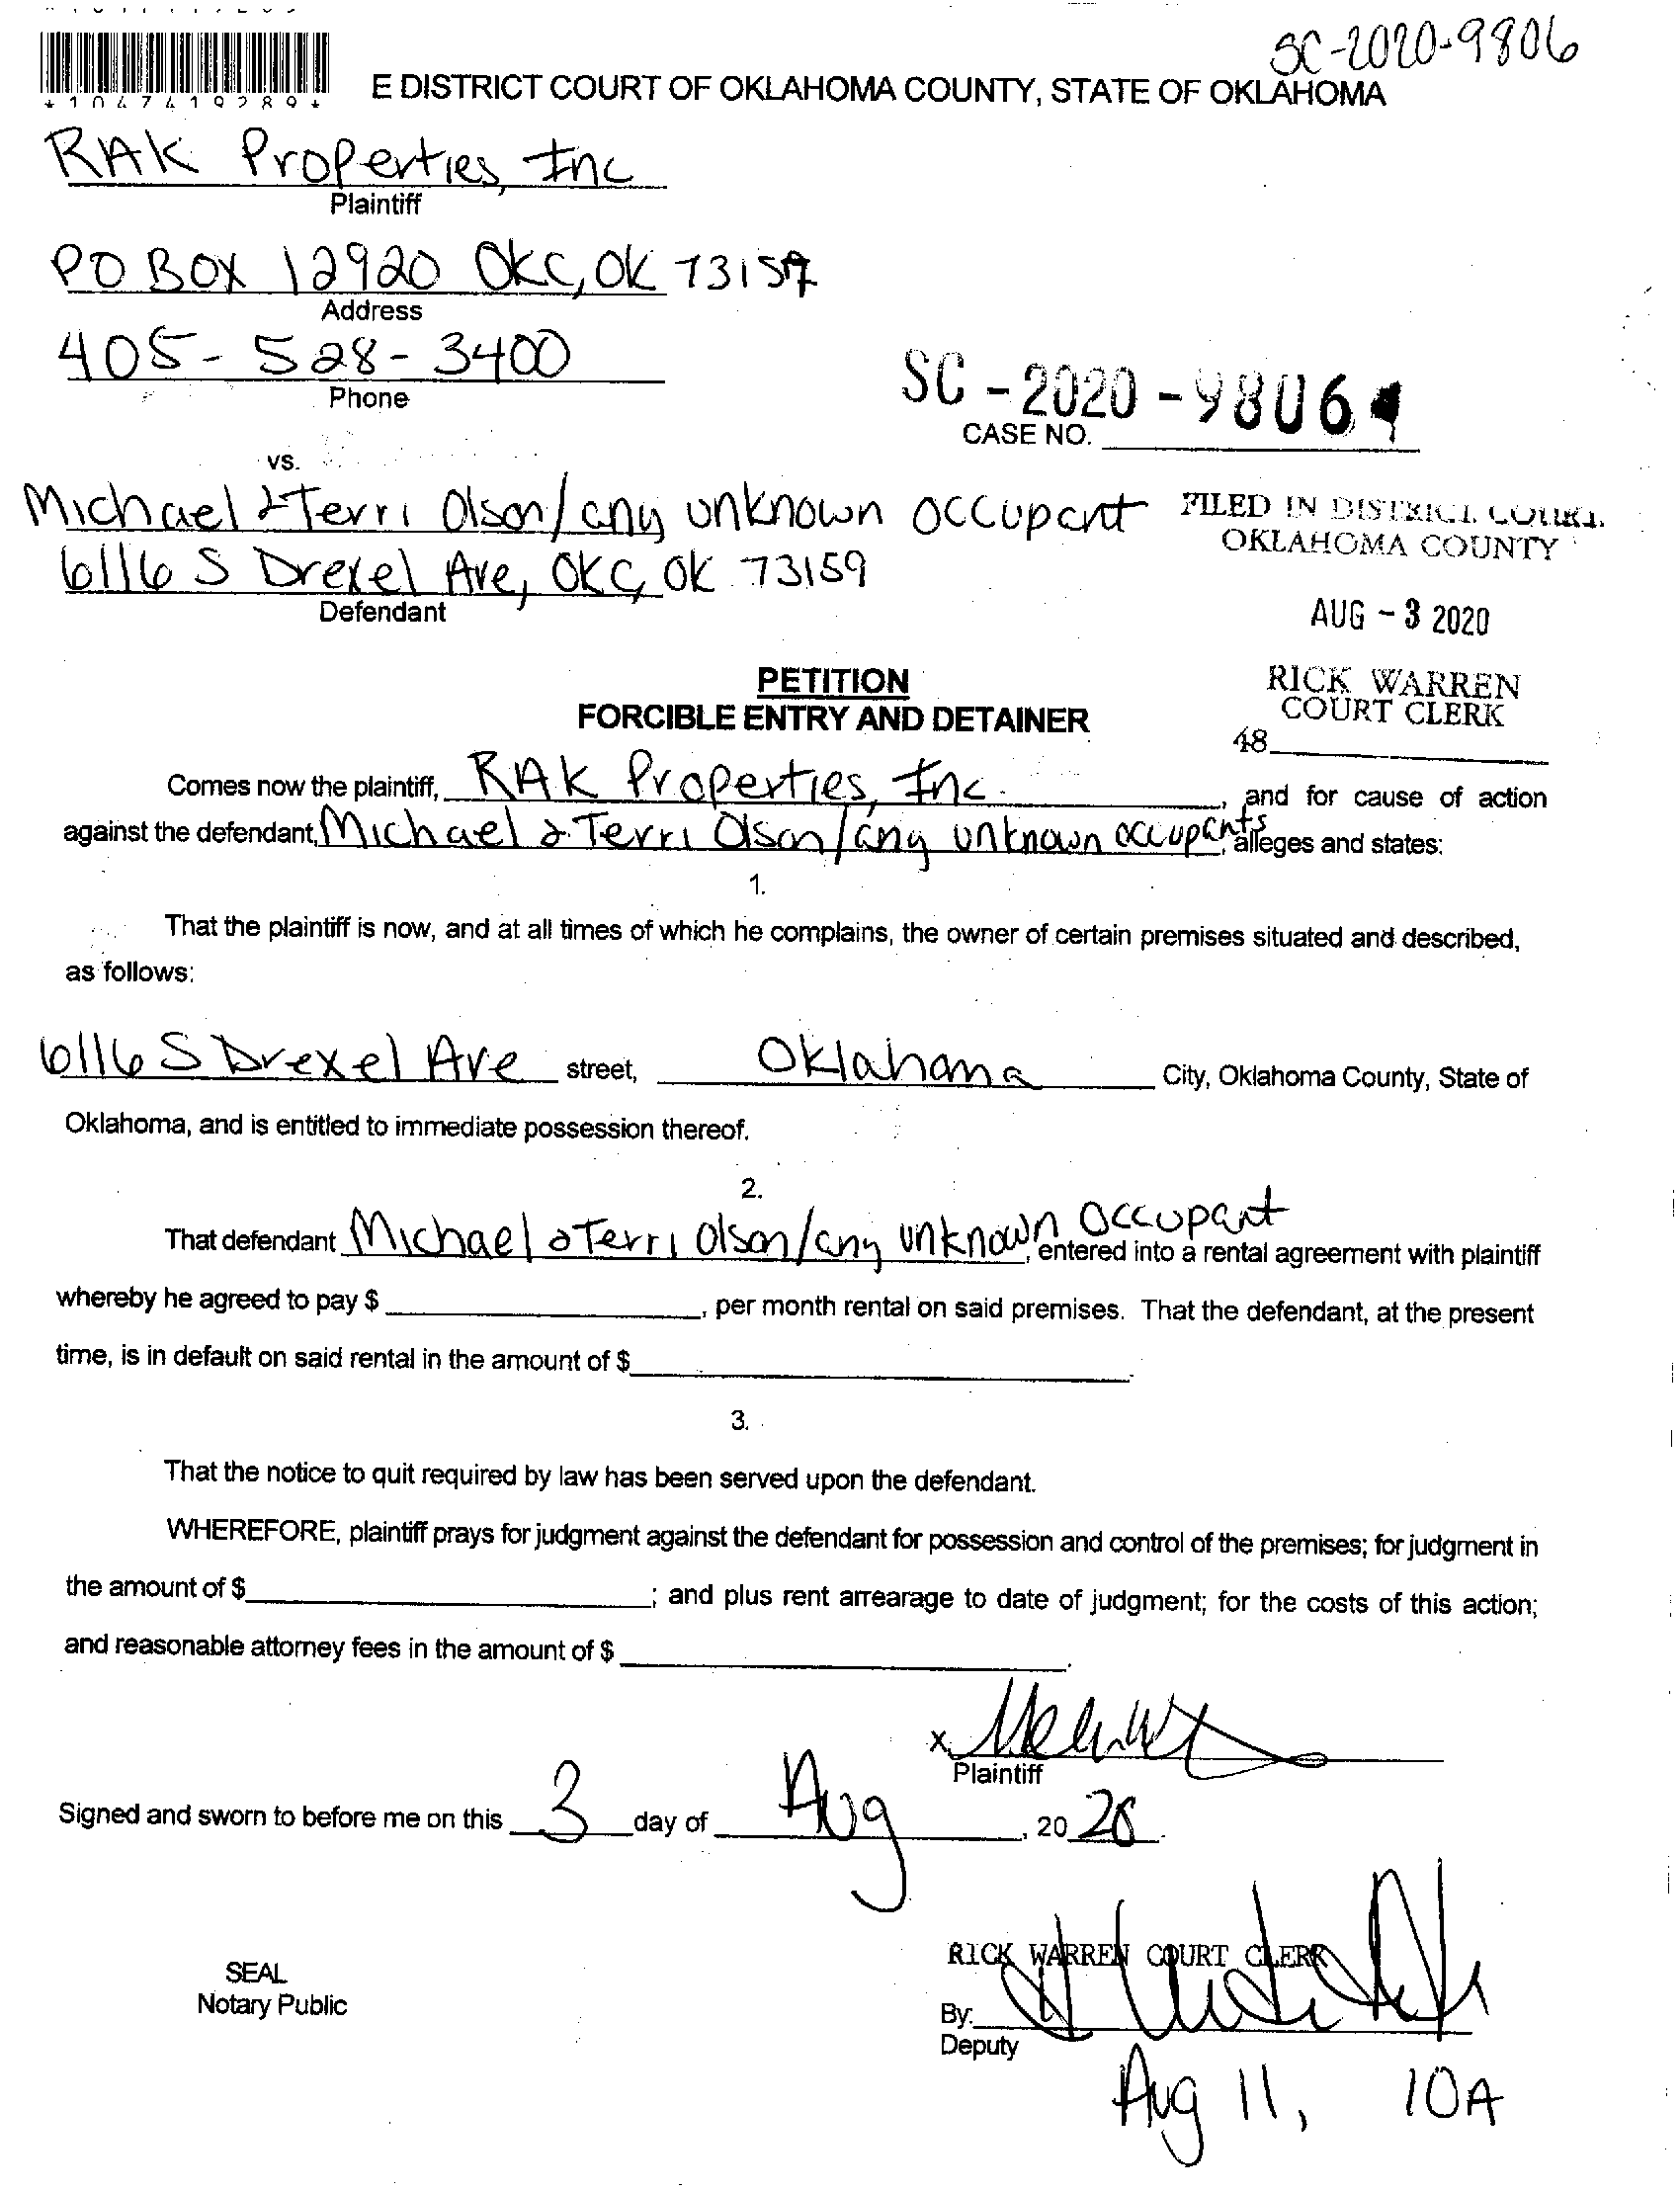 SC-2020-9806
*1047419289*
E DISTRICT COURT OF OKLAHOMA COUNTY, STATE OF OKLAHOMA
RAK Properties, Inc
Plaintiff
PO BOX 12920 OKC, OK 73157
Address
405-528-3400
Phone
SC-2020-9806
CASE NO.
vs.
Michael & Terri Olson/any unknown occupant
FILED IN DISTRICT COURT
OKLAHOMA COUNTY
6116 S Drexel Ave, OKC, OK 73159
Defendant
AUG - 3 2020
PETITION
FORCIBLE ENTRY AND DETAINER
RICK WARREN
COURT CLERK
48
Comes now the plaintiff, RAK Properties, Inc. , and for cause of action
against the defendant, Michael & Terri Olson/any unknown occupants, alleges and states:
1.
That the plaintiff is now, and at all times of which he complains, the owner of certain premises situated and described,
as follows:
6116 S Drexel Ave street, Oklahoma City, Oklahoma County, State of
Oklahoma, and is entitled to immediate possession thereof.
2.
That defendant Michael & Terri Olson/any unknown occupant, entered into a rental agreement with plaintiff
whereby he agreed to pay $ , per month rental on said premises. That the defendant, at the present
time, is in default on said rental in the amount of $ .
3.
That the notice to quit required by law has been served upon the defendant.
WHEREFORE, plaintiff prays for judgment against the defendant for possession and control of the premises; for judgment in
the amount of $ ; and plus rent arrearage to date of judgment; for the costs of this action;
and reasonable attorney fees in the amount of $ .
X
Plaintiff
Signed and sworn to before me on this 3 day of Aug , 20 20.
RICK WARREN COURT CLERK
SEAL
Notary Public
By:
Deputy
Aug 11, 10A